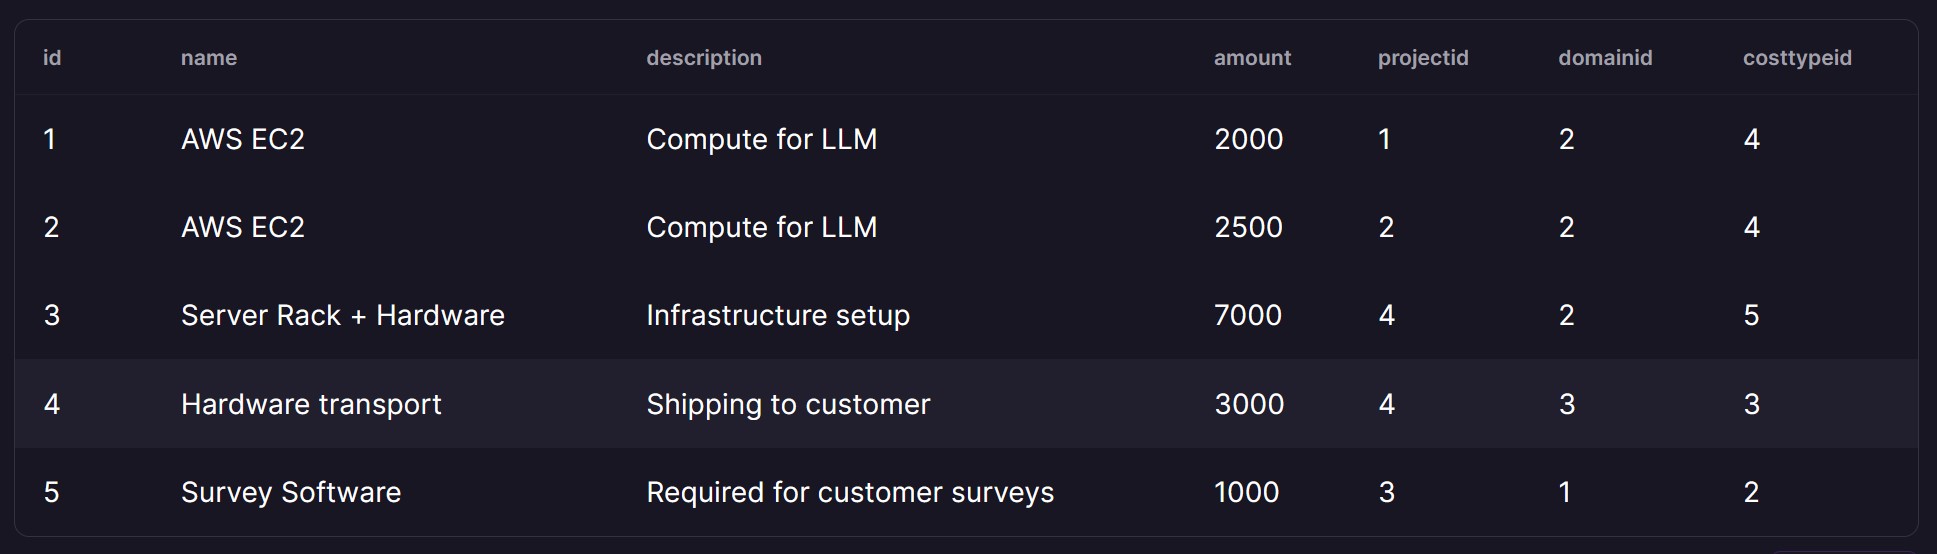 id name description amount projectid domainid costtypeid
1 AWS EC2 Compute for LLM 2000 1 2 4
2 AWS EC2 Compute for LLM 2500 2 2 4
3 Server Rack + Hardware Infrastructure setup 7000 4 2 5
4 Hardware transport Shipping to customer 3000 4 3 3
5 Survey Software Required for customer surveys 1000 3 1 2